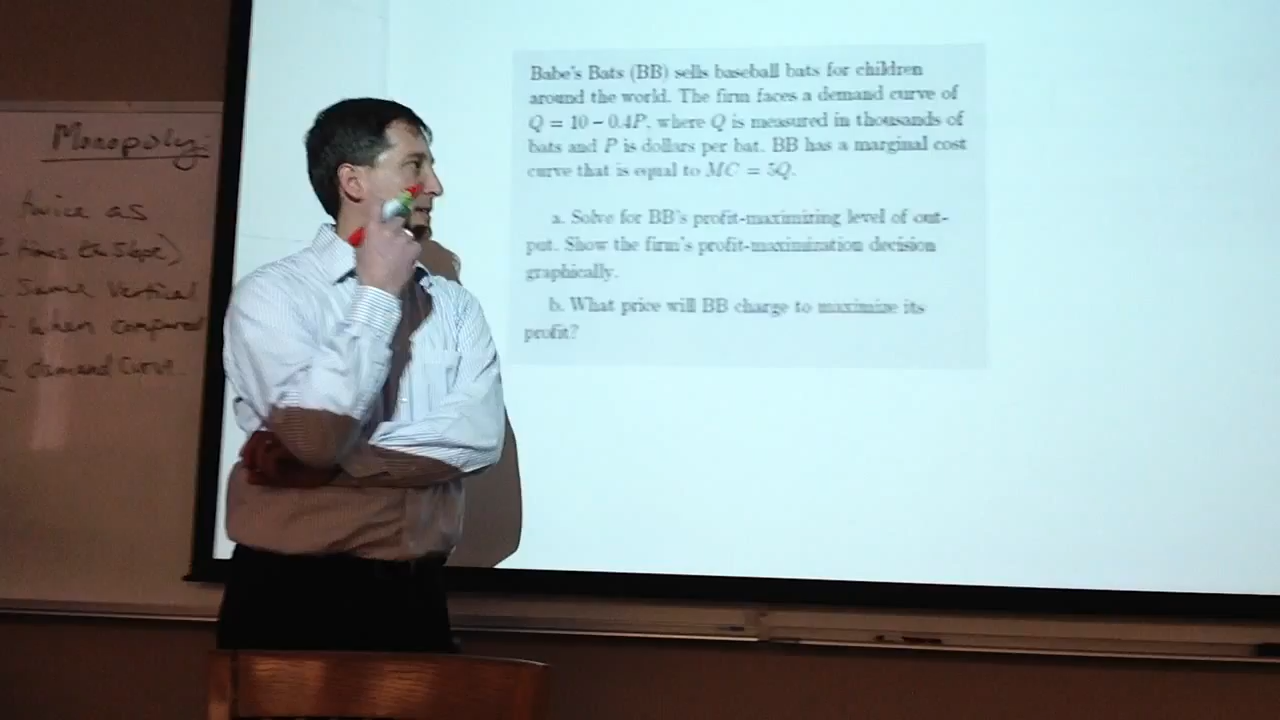 Monopoly:
twice as
times the slope)
Same Vertical
when compared
demand Curve.
Babe's Bats (BB) sells baseball bats for children
around the world. The firm faces a demand curve of
Q = 10 − 0.4P, where Q is measured in thousands of
bats and P is dollars per bat. BB has a marginal cost
curve that is equal to MC = 5Q.
a. Solve for BB's profit-maximizing level of out-
put. Show the firm's profit-maximization decision
graphically.
b. What price will BB charge to maximize its
profit?